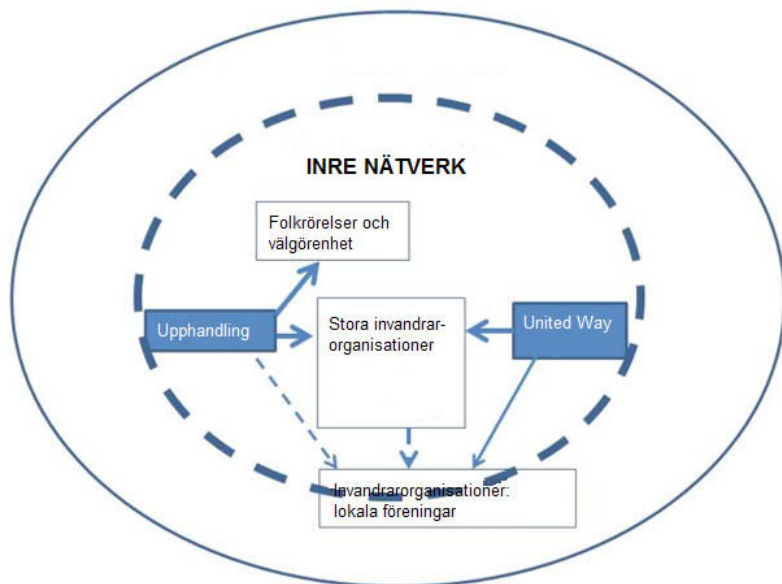 INRE NÄTVERK
Folkrörelser och
välgörenhet
Upphandling
Stora invandrar-
organisationer
United Way
Invandrarorganisationer:
lokala föreningar